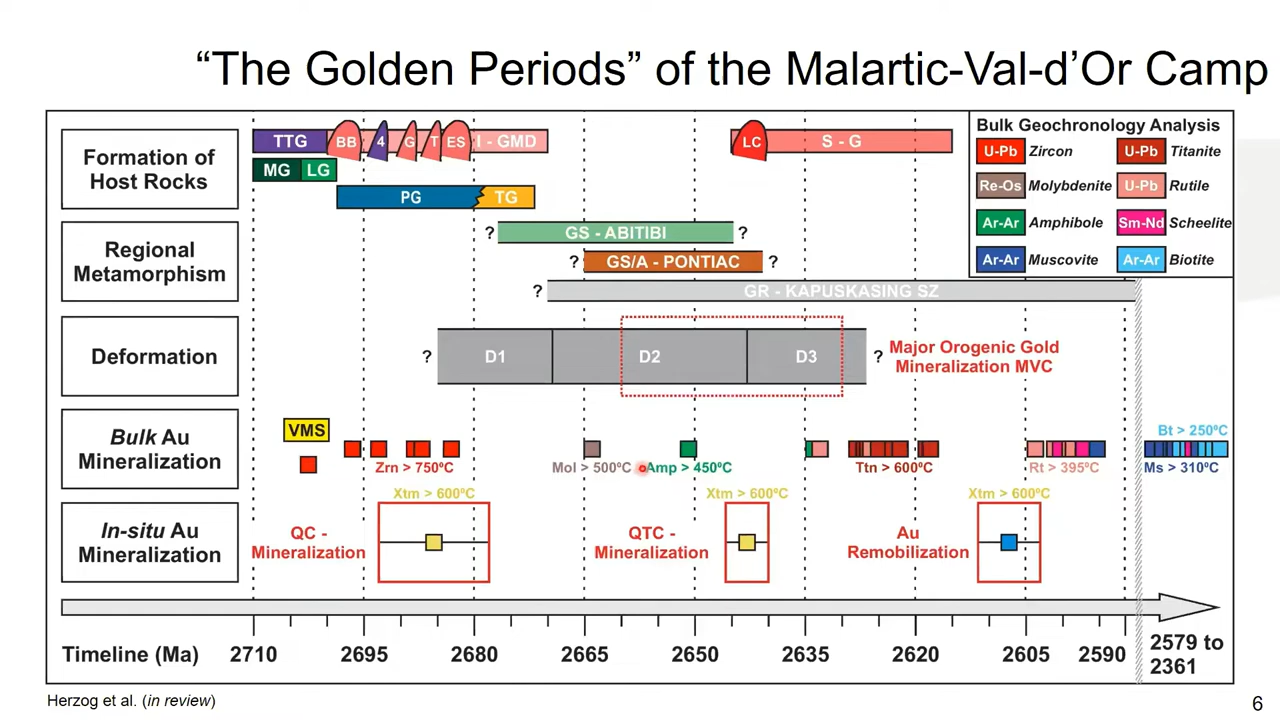 “The Golden Periods” of the Malartic-Val-d’Or Camp
Formation of
Host Rocks
TTG
BB
4
G
T
ES
I - GMD
LC
S - G
MG
LG
PG
TG
Bulk Geochronology Analysis
U-Pb Zircon
U-Pb Titanite
Re-Os Molybdenite
U-Pb Rutile
Ar-Ar Amphibole
Sm-Nd Scheelite
Ar-Ar Muscovite
Ar-Ar Biotite
Regional
Metamorphism
? GS - ABITIBI ?
? GS/A - PONTIAC ?
? GR - KAPUSKASING SZ
Deformation
? D1 D2 D3 ?
Major Orogenic Gold
Mineralization MVC
Bulk Au
Mineralization
VMS
Zrn > 750ºC
Mol > 500ºC
Amp > 450ºC
Ttn > 600ºC
Rt > 395ºC
Bt > 250ºC
Ms > 310ºC
In-situ Au
Mineralization
QC -
Mineralization
Xtm > 600ºC
QTC -
Mineralization
Xtm > 600ºC
Au
Remobilization
Xtm > 600ºC
Timeline (Ma) 2710 2695 2680 2665 2650 2635 2620 2605 2590
2579 to
2361
Herzog et al. (in review)
6